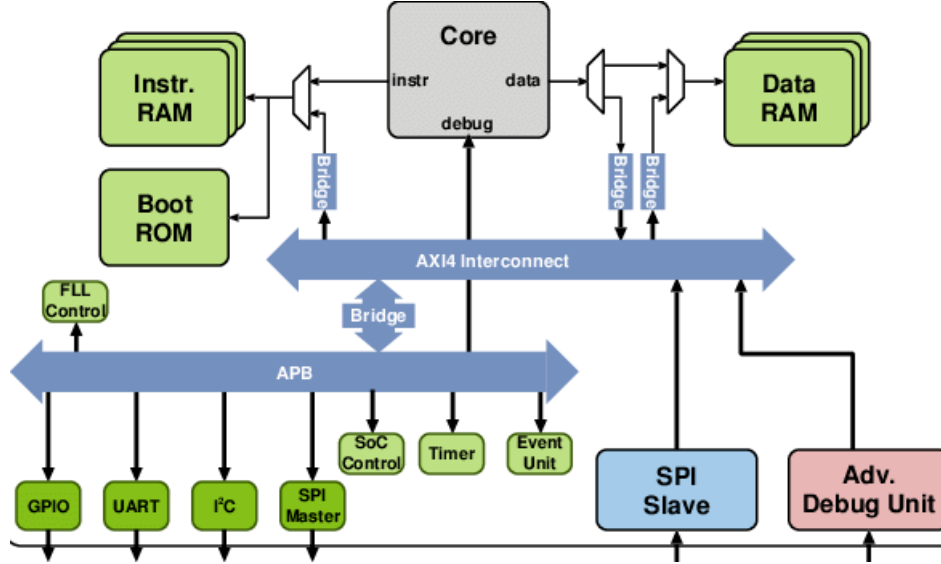 Core
instr
data
debug
Instr.
RAM
Data
RAM
Boot
ROM
Bridge
Bridge
Bridge
AXI4 Interconnect
FLL
Control
Bridge
APB
SoC
Control
Timer
Event
Unit
GPIO
UART
I²C
SPI
Master
SPI
Slave
Adv.
Debug Unit